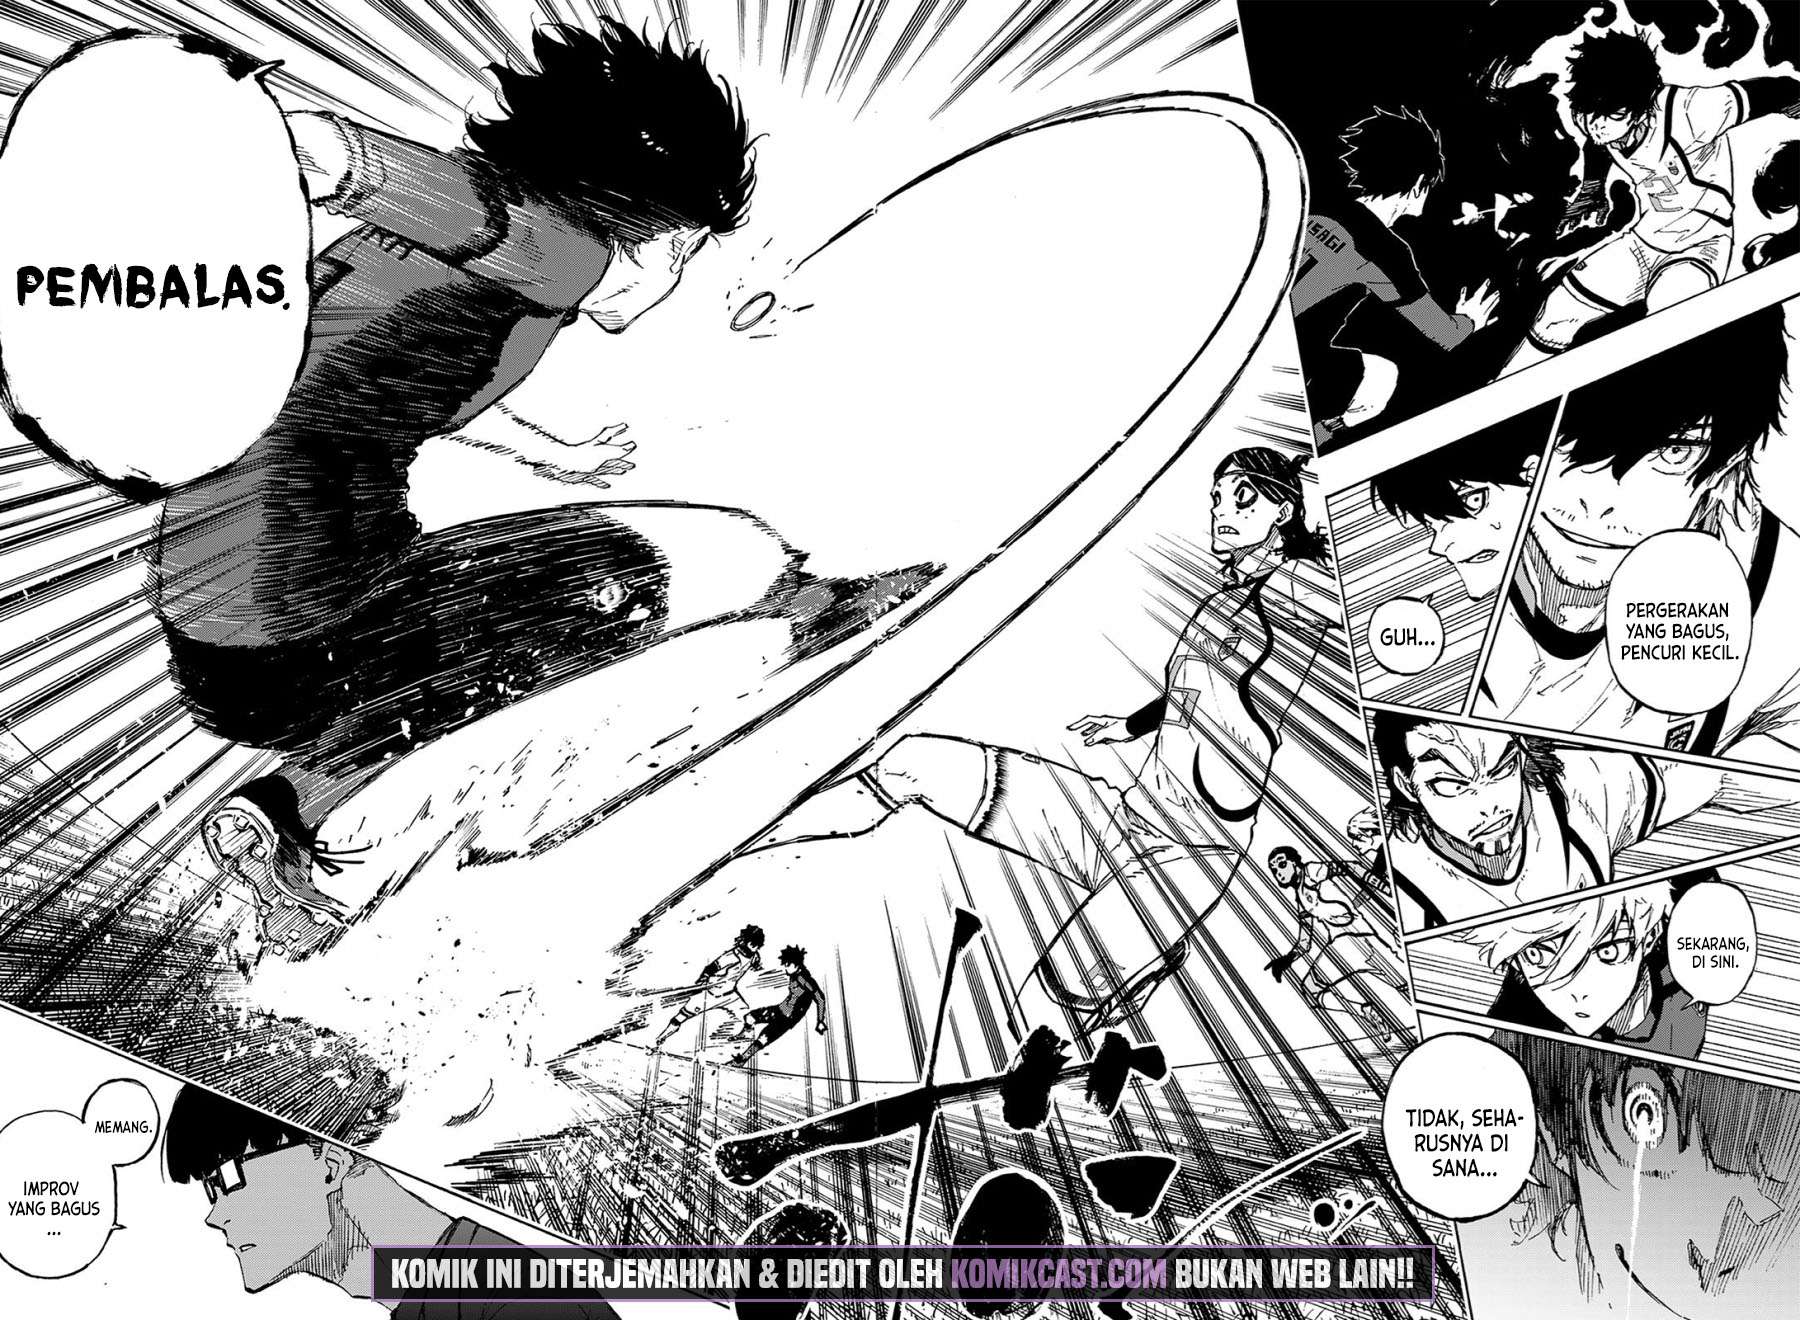 ISAGI
PERGERAKAN
YANG BAGUS,
PENCURI KECIL.
GUH...
SEKARANG,
DI SINI.
TIDAK, SEHA-
RUSNYA DI
SANA...
PEMBALAS.
MEMANG.
IMPROV
YANG BAGUS
...
KOMIK INI DITERJEMAHKAN & DIEDIT OLEH KOMIKCAST.COM BUKAN WEB LAIN!!